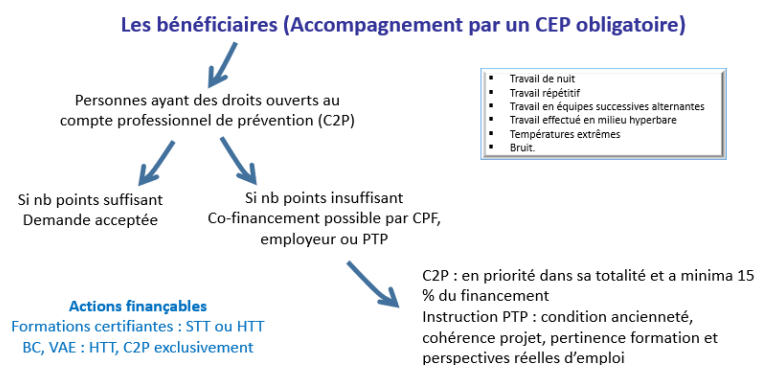 Les bénéficiaires (Accompagnement par un CEP obligatoire)
Personnes ayant des droits ouverts au
compte professionnel de prévention (C2P)
▪ Travail de nuit
▪ Travail répétitif
▪ Travail en équipes successives alternantes
▪ Travail effectué en milieu hyperbare
▪ Températures extrêmes
▪ Bruit.
Si nb points suffisant
Demande acceptée
Si nb points insuffisant
Co-financement possible par CPF,
employeur ou PTP
C2P : en priorité dans sa totalité et a minima 15
% du financement
Instruction PTP : condition ancienneté,
cohérence projet, pertinence formation et
perspectives réelles d’emploi
Actions finançables
Formations certifiantes : STT ou HTT
BC, VAE : HTT, C2P exclusivement